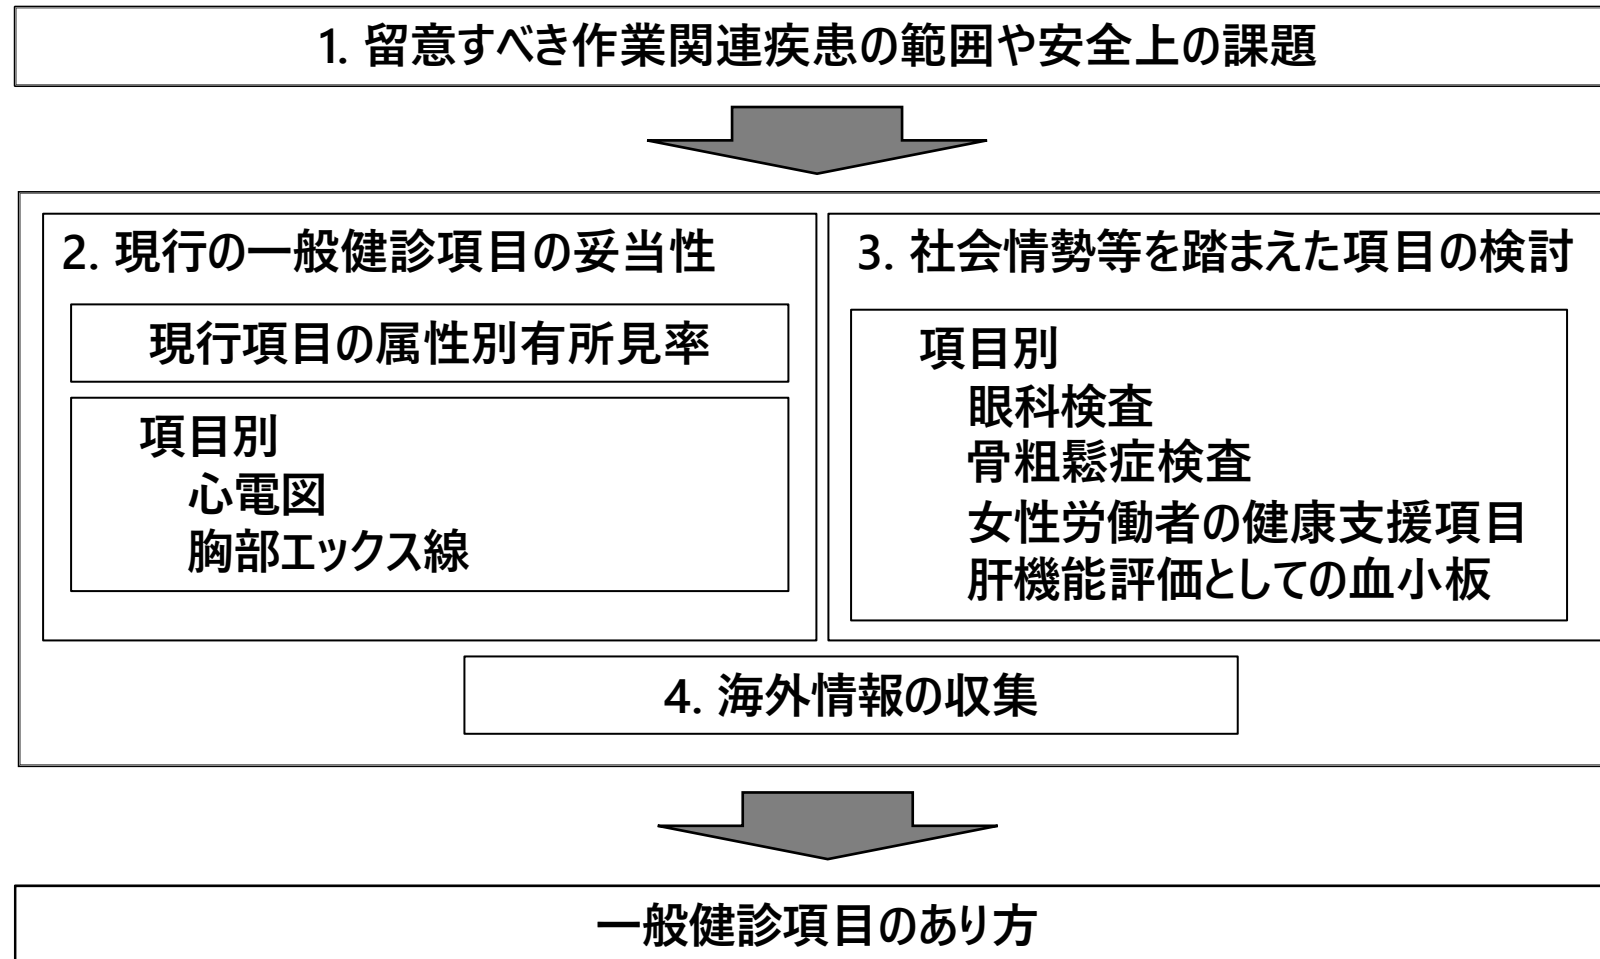 1. 留意すべき作業関連疾患の範囲や安全上の課題
2. 現行の一般健診項目の妥当性
現行項目の属性別有所見率
項目別
心電図
胸部エックス線
3. 社会情勢等を踏まえた項目の検討
項目別
眼科検査
骨粗鬆症検査
女性労働者の健康支援項目
肝機能評価としての血小板
4. 海外情報の収集
一般健診項目のあり方